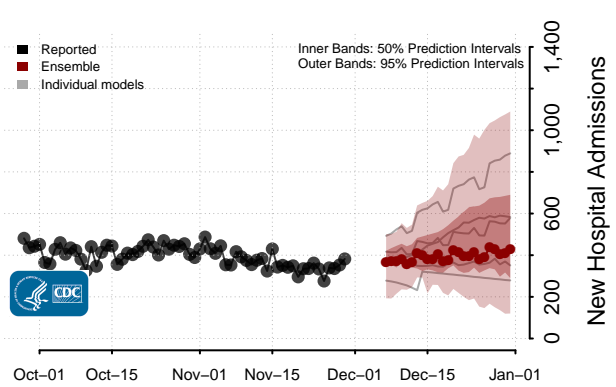 Reported
Ensemble
Individual models
Inner Bands: 50% Prediction Intervals
Outer Bands: 95% Prediction Intervals
CDC
0
200
600
1,000
1,400
New Hospital Admissions
Oct–01 Oct–15 Nov–01 Nov–15 Dec–01 Dec–15 Jan–01